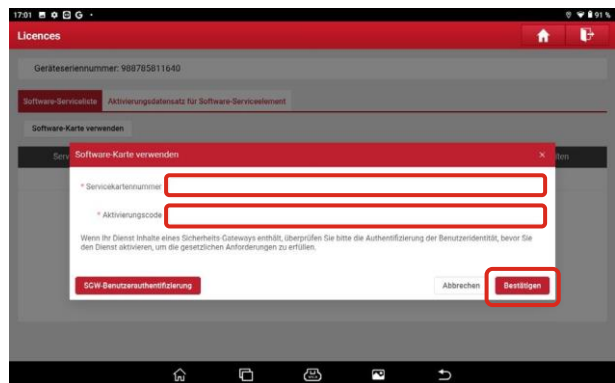 17:01 G · 91 %
Licences
Geräteseriennummer: 988785811640
Software-Serviceliste Aktivierungsdatensatz für Software-Serviceelement
Software-Karte verwenden
Serv
Software-Karte verwenden ×
iten
* Servicekartennummer
* Aktivierungscode
Wenn Ihr Dienst Inhalte eines Sicherheits-Gateways enthält, überprüfen Sie bitte die Authentifizierung der Benutzeridentität, bevor Sie
den Dienst aktivieren, um die gesetzlichen Anforderungen zu erfüllen.
SGW-Benutzerauthentifizierung Abbrechen Bestätigen